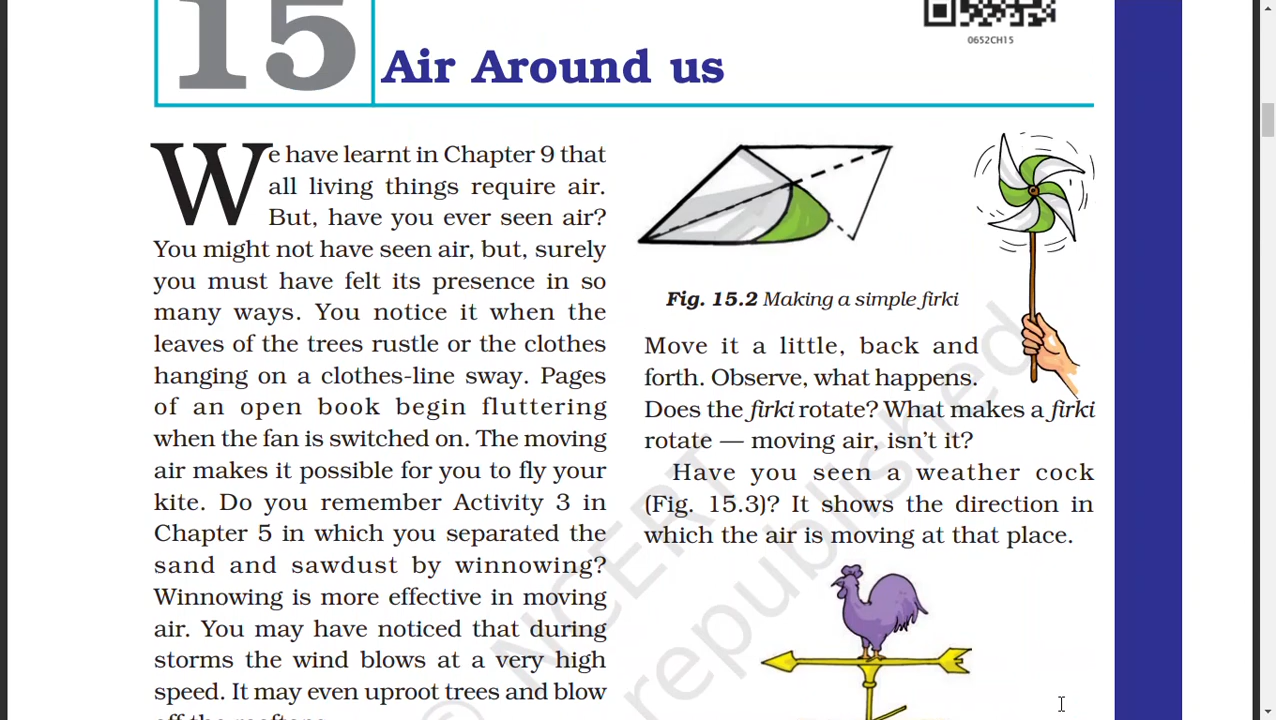 15
0652CH15
Air Around us
We have learnt in Chapter 9 that
all living things require air.
But, have you ever seen air?
You might not have seen air, but, surely
you must have felt its presence in so
many ways. You notice it when the
leaves of the trees rustle or the clothes
hanging on a clothes-line sway. Pages
of an open book begin fluttering
when the fan is switched on. The moving
air makes it possible for you to fly your
kite. Do you remember Activity 3 in
Chapter 5 in which you separated the
sand and sawdust by winnowing?
Winnowing is more effective in moving
air. You may have noticed that during
storms the wind blows at a very high
speed. It may even uproot trees and blow
off the rooftops.
Fig. 15.2 Making a simple firki
Move it a little, back and
forth. Observe, what happens.
Does the firki rotate? What makes a firki
rotate — moving air, isn't it?
Have you seen a weather cock
(Fig. 15.3)? It shows the direction in
which the air is moving at that place.
© NCERT
republished